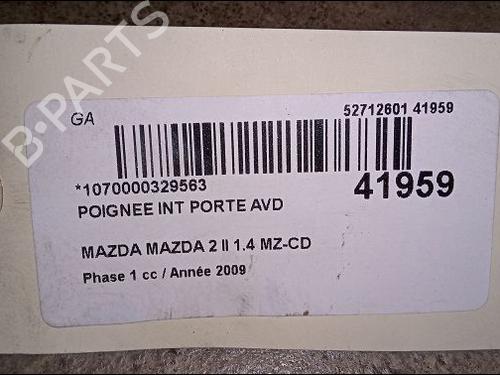 B-PARTS
GA
52712601 41959
*1070000329563
41959
POIGNEE INT PORTE AVD
MAZDA MAZDA 2 II 1.4 MZ-CD
Phase 1 cc / Année 2009